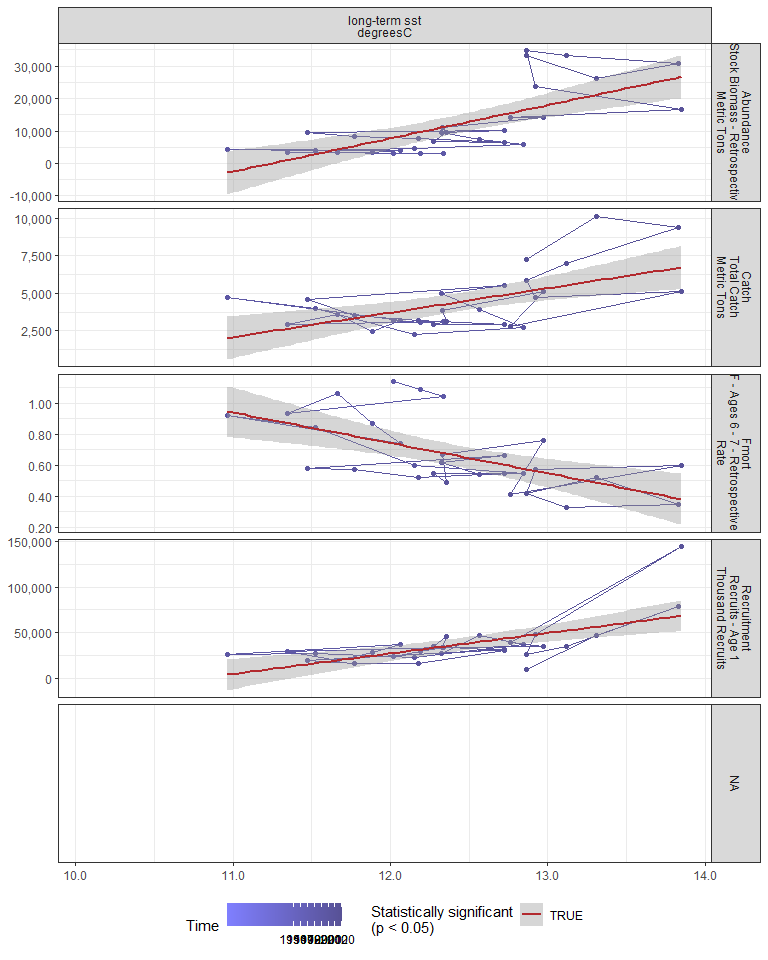 long-term sst
degreesC
30,000
20,000
10,000
0
-10,000
Abundance
Stock Biomass - Retrospectiv
Metric Tons
10,000
7,500
5,000
2,500
Catch
Total Catch
Metric Tons
1.00
0.80
0.60
0.40
0.20
Fmort
F - Ages 6 - 7 - Retrospective
Rate
150,000
100,000
50,000
0
Recruitment
Recruits - Age 1
Thousand Recruits
NA
10.0 11.0 12.0 13.0 14.0
Time
Statistically significant
(p < 0.05)
TRUE